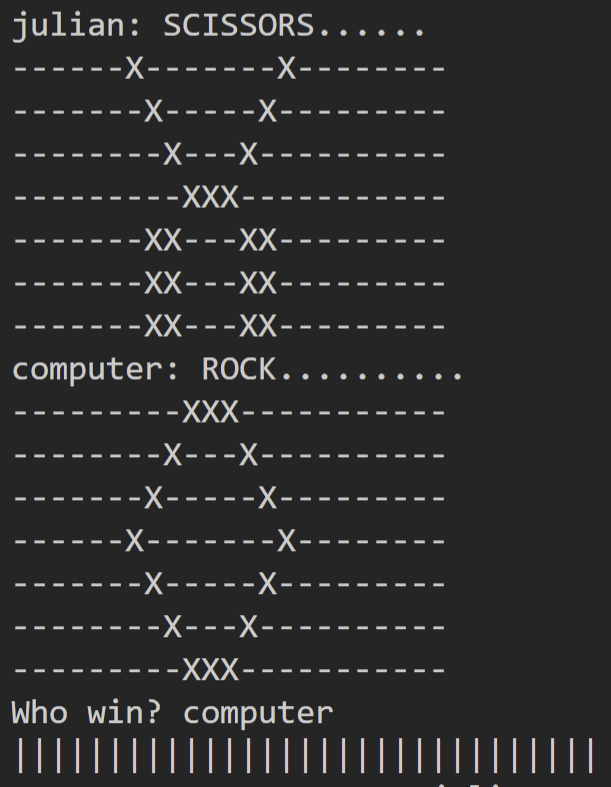 julian: SCISSORS......
------X-------X--------
-------X-----X---------
--------X---X----------
---------XXX-----------
-------XX---XX---------
-------XX---XX---------
-------XX---XX---------
computer: ROCK..........
---------XXX-----------
--------X---X----------
-------X-----X---------
------X-------X--------
-------X-----X---------
--------X---X----------
---------XXX-----------
Who win? computer
|||||||||||||||||||||||||||||||